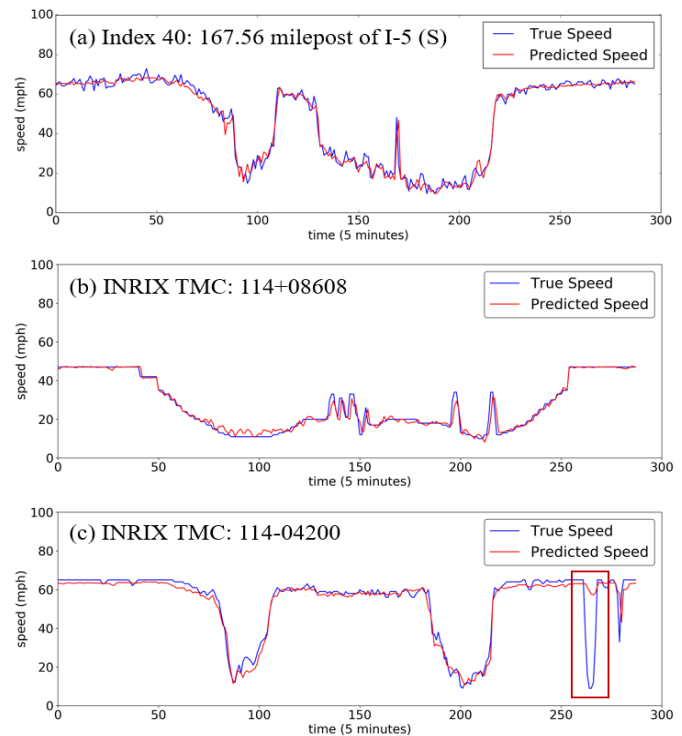 (a) Index 40: 167.56 milepost of I-5 (S)
True Speed
Predicted Speed
speed (mph)
100
80
60
40
20
0
0 50 100 150 200 250 300
time (5 minutes)
(b) INRIX TMC: 114+08608
True Speed
Predicted Speed
speed (mph)
100
80
60
40
20
0
0 50 100 150 200 250 300
time (5 minutes)
(c) INRIX TMC: 114-04200
True Speed
Predicted Speed
speed (mph)
100
80
60
40
20
0
0 50 100 150 200 250 300
time (5 minutes)